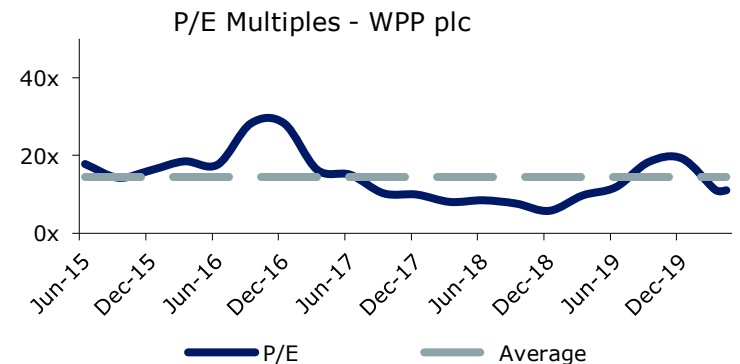 P/E Multiples - WPP plc
40x
20x
0x
Jun-15
Dec-15
Jun-16
Dec-16
Jun-17
Dec-17
Jun-18
Dec-18
Jun-19
Dec-19
P/E
Average